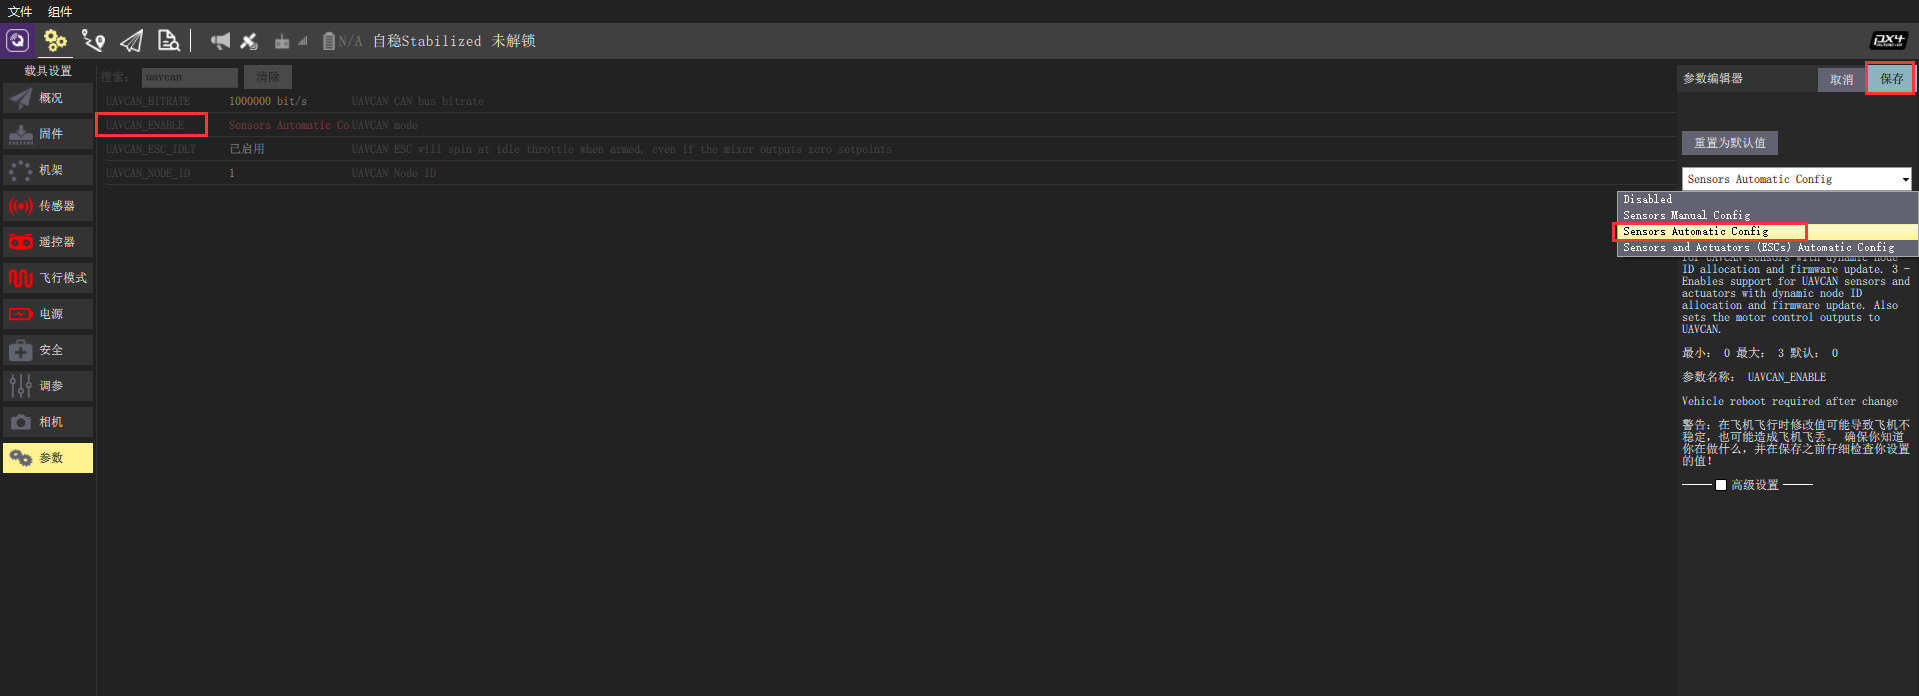 文件 组件
N/A 自稳Stabilized 未解锁
载具设置
概况
固件
机架
传感器
遥控器
飞行模式
电源
安全
调参
相机
参数
搜索： uavcan 清除
UAVCAN_BITRATE 1000000 bit/s UAVCAN CAN bus bitrate
UAVCAN_ENABLE Sensors Automatic Co UAVCAN mode
UAVCAN_ESC_IDLT 已启用 UAVCAN ESC will spin at idle throttle when armed, even if the mixer outputs zero setpoints
UAVCAN_NODE_ID 1 UAVCAN Node ID
参数编辑器 取消 保存
重置为默认值
Sensors Automatic Config
Disabled
Sensors Manual Config
Sensors Automatic Config
Sensors and Actuators (ESCs) Automatic Config
for UAVCAN sensors with dynamic node
ID allocation and firmware update. 3 -
Enables support for UAVCAN sensors and
actuators with dynamic node ID
allocation and firmware update. Also
sets the motor control outputs to
UAVCAN.
最小： 0 最大： 3 默认： 0
参数名称： UAVCAN_ENABLE
Vehicle reboot required after change
警告：在飞机飞行时修改值可能导致飞机不
稳定，也可能造成飞机飞丢。 确保你知道
你在做什么，并在保存之前仔细检查你设置
的值！
高级设置